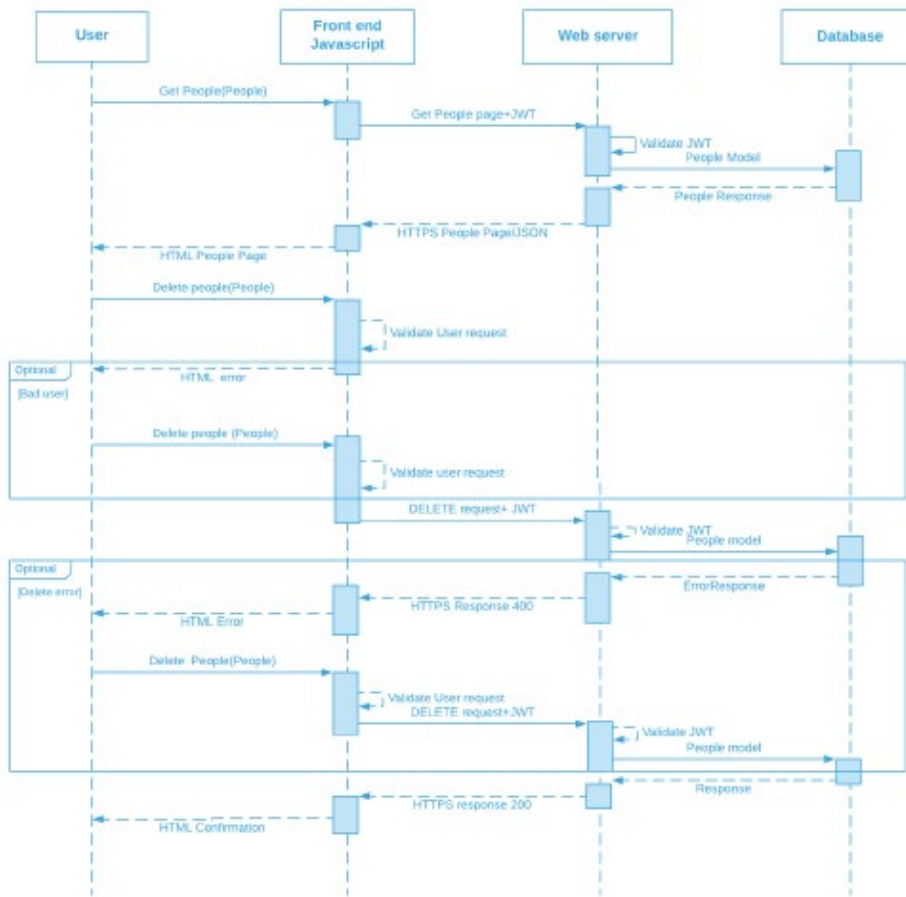 User
Front end
Javascript
Web server
Database
Get People(People)
Get People page+JWT
Validate JWT
People Model
People Response
HTTPS People Page/JSON
HTML People Page
Delete people(People)
Validate User request
Optional
HTML error
[Bad user]
Delete people (People)
Validate user request
DELETE request+ JWT
Validate JWT
People model
Optional
ErrorResponse
[Delete error]
HTTPS Response 400
HTML Error
Delete People(People)
Validate User request
DELETE request+JWT
Validate JWT
People model
Response
HTTPS response 200
HTML Confirmation